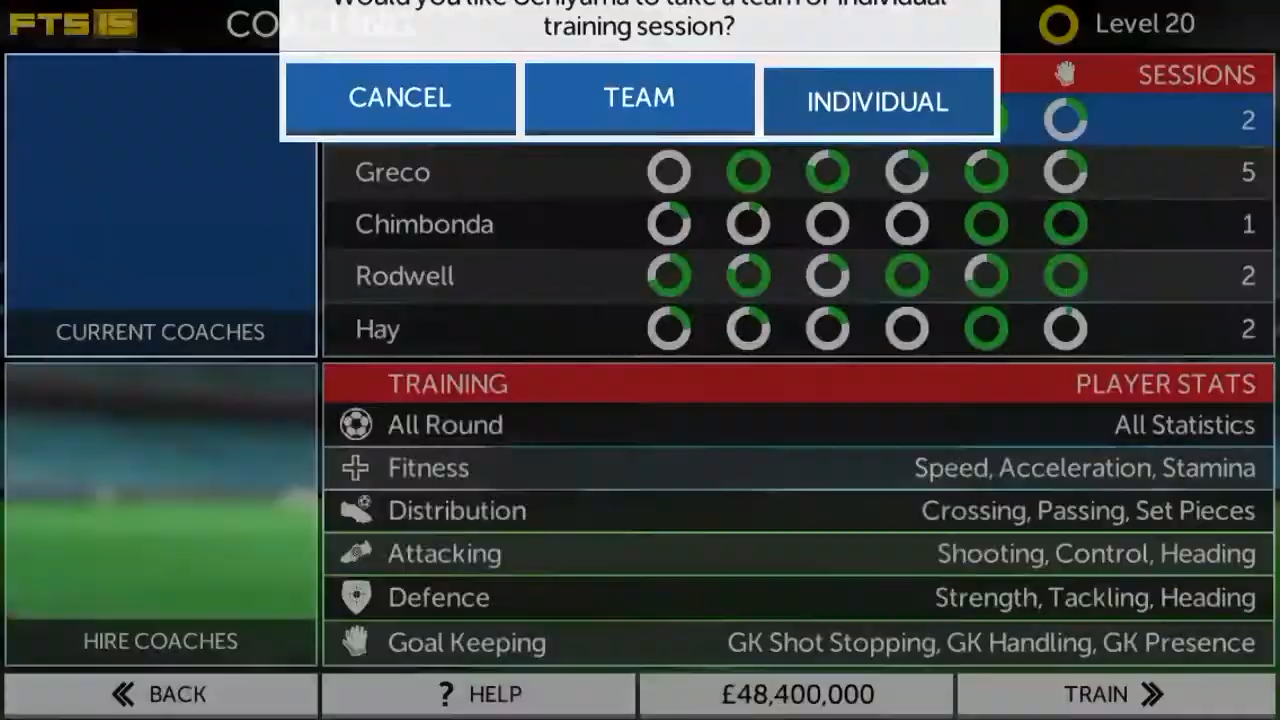 FTS 15
Level 20
Would you like Uchiyama to take a team or individual
training session?
CANCEL
TEAM
INDIVIDUAL
SESSIONS
2
Greco 5
Chimbonda 1
Rodwell 2
Hay 2
CURRENT COACHES
TRAINING PLAYER STATS
All Round All Statistics
Fitness Speed, Acceleration, Stamina
Distribution Crossing, Passing, Set Pieces
Attacking Shooting, Control, Heading
Defence Strength, Tackling, Heading
Goal Keeping GK Shot Stopping, GK Handling, GK Presence
HIRE COACHES
BACK
? HELP
£48,400,000
TRAIN